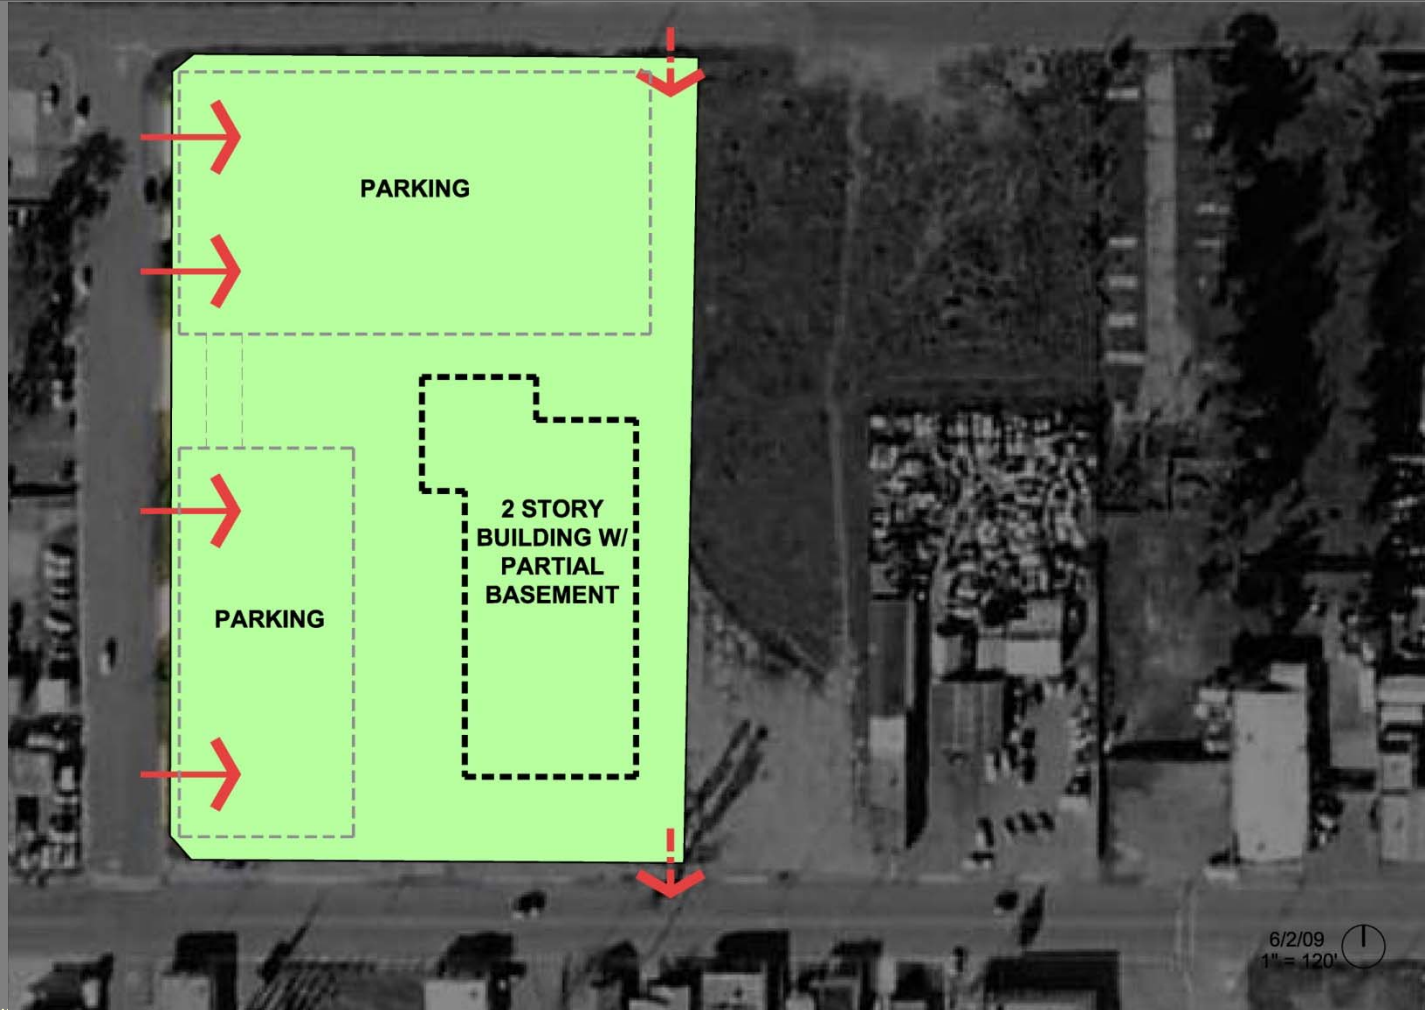 PARKING
2 STORY
BUILDING W/
PARTIAL
BASEMENT
PARKING
6/2/09
1" = 120'